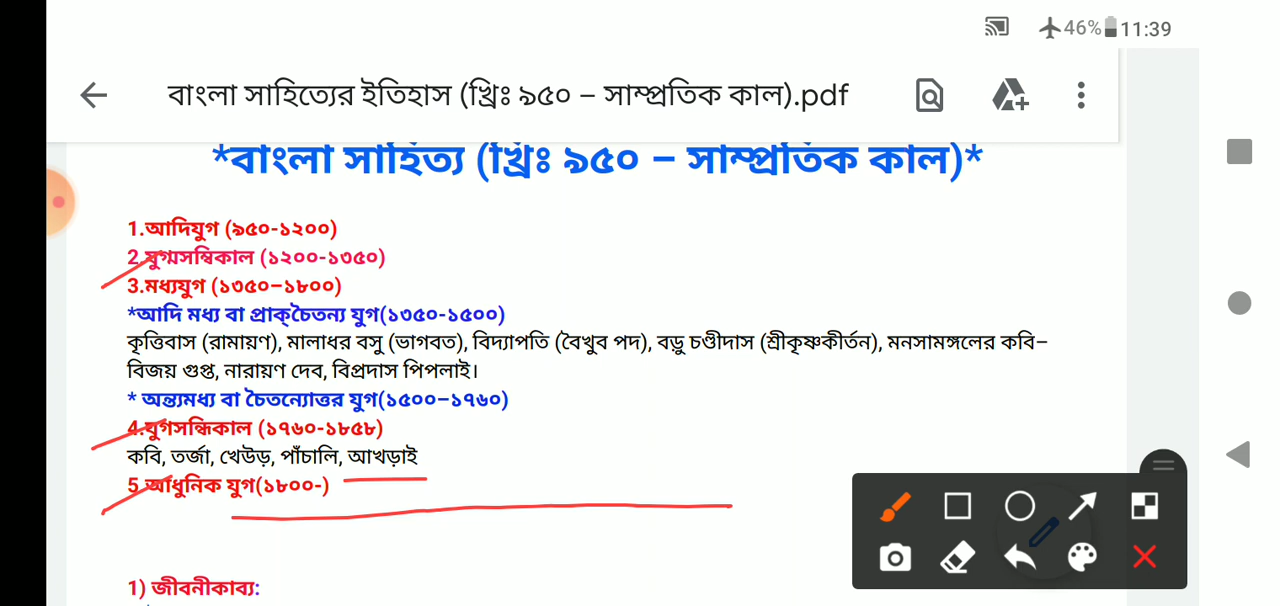 46% 11:39
বাংলা সাহিত্যের ইতিহাস (খ্রিঃ ৯৫০ – সাম্প্রতিক কাল).pdf
*বাংলা সাহিত্য (খ্রিঃ ৯৫০ – সাম্প্রতিক কাল)*
1.আদিযুগ (৯৫০-১২০০)
2.যুগ্মসম্বিকাল (১২০০-১৩৫০)
3.মধ্যযুগ (১৩৫০–১৮০০)
*আদি মধ্য বা প্রাক্‌চৈতন্য যুগ(১৩৫০-১৫০০)
কৃত্তিবাস (রামায়ণ), মালাধর বসু (ভাগবত), বিদ্যাপতি (বৈখুব পদ), বড়ু চণ্ডীদাস (শ্রীকৃষ্ণকীর্তন), মনসামঙ্গলের কবি–
বিজয় গুপ্ত, নারায়ণ দেব, বিপ্রদাস পিপলাই।
* অন্ত্যমধ্য বা চৈতন্যোত্তর যুগ(১৫০০–১৭৬০)
4.যুগসন্ধিকাল (১৭৬০-১৮৫৮)
কবি, তর্জা, খেউড়, পাঁচালি, আখড়াই
5.আধুনিক যুগ(১৮০০-)
1) জীবনীকাব্য: